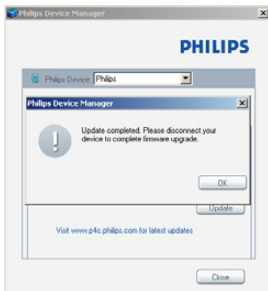 Philips Device Manager
PHILIPS
Philips Device Philips
Philips Device Manager
Update completed. Please disconnect your
device to complete firmware upgrade.
OK
Update
Visit www.p4c.philips.com for latest updates
Close